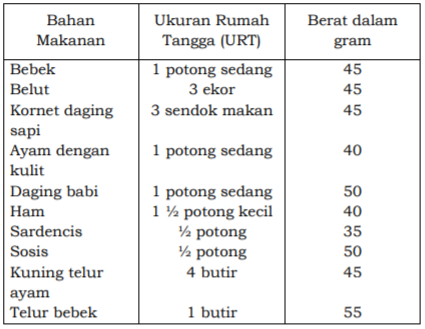 Bahan Makanan | Ukuran Rumah Tangga (URT) | Berat dalam gram
Bebek | 1 potong sedang | 45
Belut | 3 ekor | 45
Kornet daging sapi | 3 sendok makan | 45
Ayam dengan kulit | 1 potong sedang | 40
Daging babi | 1 potong sedang | 50
Ham | 1 ½ potong kecil | 40
Sardencis | ½ potong | 35
Sosis | ½ potong | 50
Kuning telur ayam | 4 butir | 45
Telur bebek | 1 butir | 55